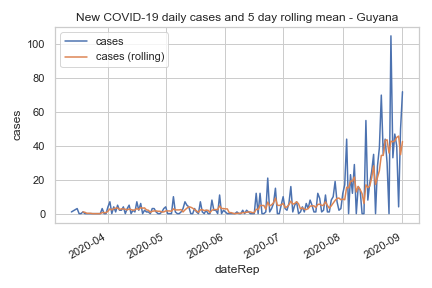 New COVID-19 daily cases and 5 day rolling mean - Guyana
cases
cases (rolling)
100
80
60
40
20
0
cases
2020-04
2020-05
2020-06
2020-07
2020-08
2020-09
dateRep